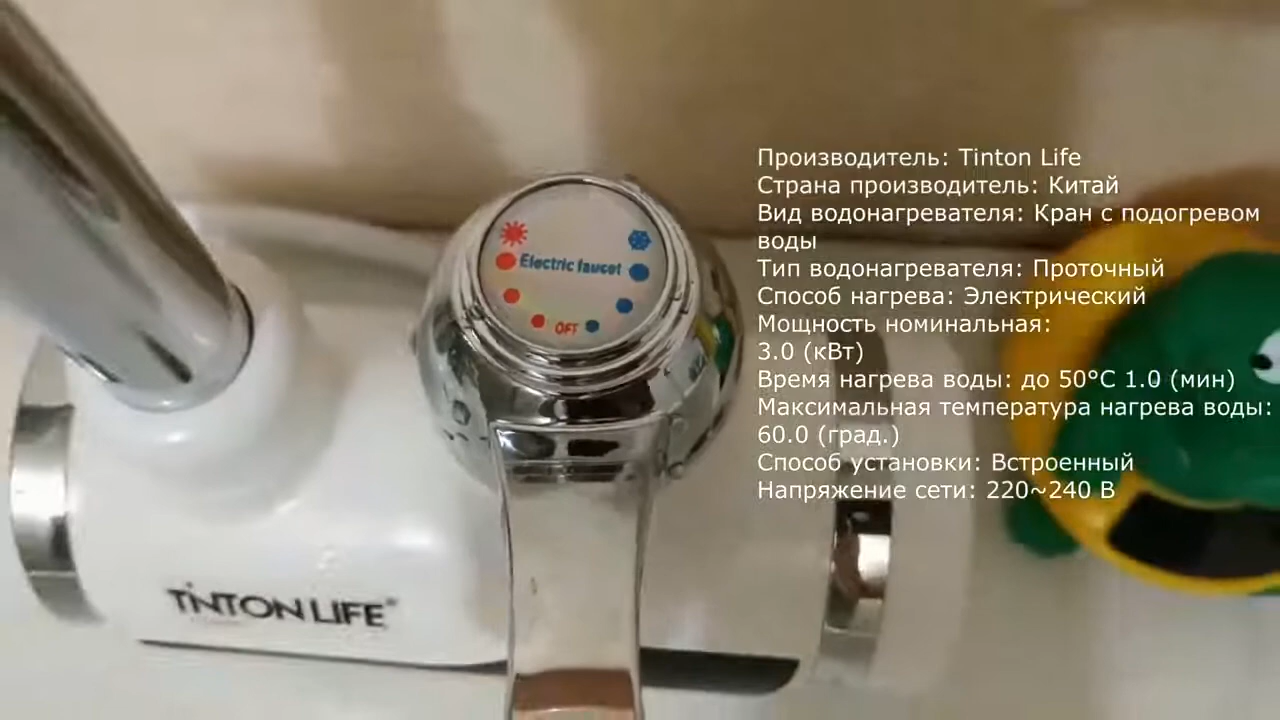 Производитель: Tinton Life
Страна производитель: Китай
Вид водонагревателя: Кран с подогревом
воды
Тип водонагревателя: Проточный
Способ нагрева: Электрический
Мощность номинальная:
3.0 (кВт)
Время нагрева воды: до 50°С 1.0 (мин)
Максимальная температура нагрева воды:
60.0 (град.)
Способ установки: Встроенный
Напряжение сети: 220~240 В
Electric faucet
OFF
TINTON LIFE®